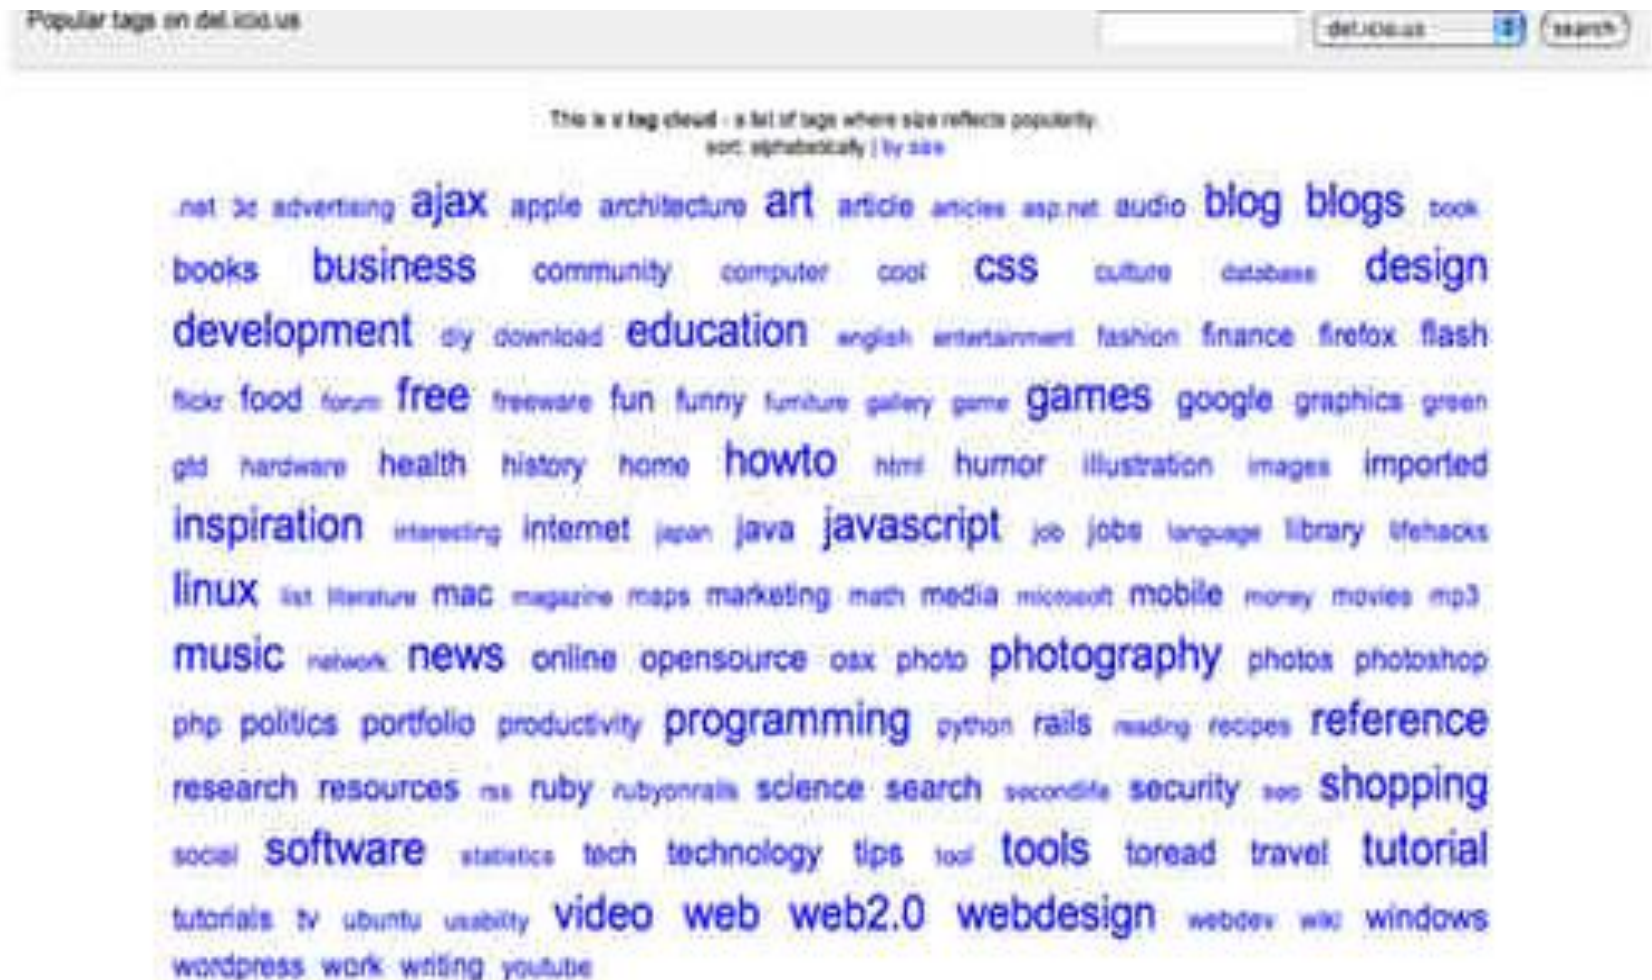 Popular tags on del.icio.us
del.icio.us search
This is a tag cloud - a list of tags where size reflects popularity.
sort: alphabetically | by size
.net 3d advertising ajax apple architecture art article articles asp.net audio blog blogs book
books business community computer cool css culture database design
development diy download education english entertainment fashion finance firefox flash
flickr food forum free freeware fun funny furniture gallery game games google graphics green
gtd hardware health history home howto html humor illustration images imported
inspiration interesting internet japan java javascript job jobs language library lifehacks
linux list literature mac magazine maps marketing math media microsoft mobile money movies mp3
music network news online opensource osx photo photography photos photoshop
php politics portfolio productivity programming python rails reading recipes reference
research resources rss ruby rubyonrails science search secondlife security seo shopping
social software statistics tech technology tips tool tools toread travel tutorial
tutorials tv ubuntu usability video web web2.0 webdesign webdev wiki windows
wordpress work writing youtube